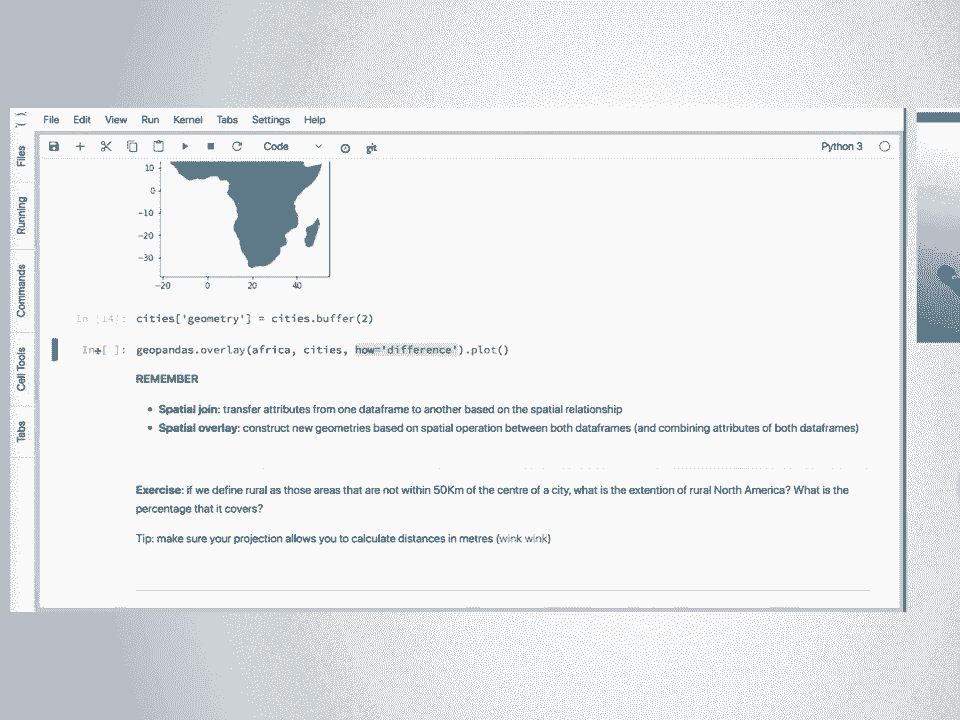 File Edit View Run Kernel Tabs Settings Help
Code git Python 3
Files
Running
Commands
Cell Tools
Tabs
10
0
−10
−20
−30
−20 0 20 40
In [14]: cities['geometry'] = cities.buffer(2)
In [ ]: geopandas.overlay(africa, cities, how='difference').plot()
REMEMBER
• Spatial join: transfer attributes from one dataframe to another based on the spatial relationship
• Spatial overlay: construct new geometries based on spatial operation between both dataframes (and combining attributes of both dataframes)
Exercise: if we define rural as those areas that are not within 50Km of the centre of a city, what is the extention of rural North America? What is the
percentage that it covers?
Tip: make sure your projection allows you to calculate distances in metres (wink wink)